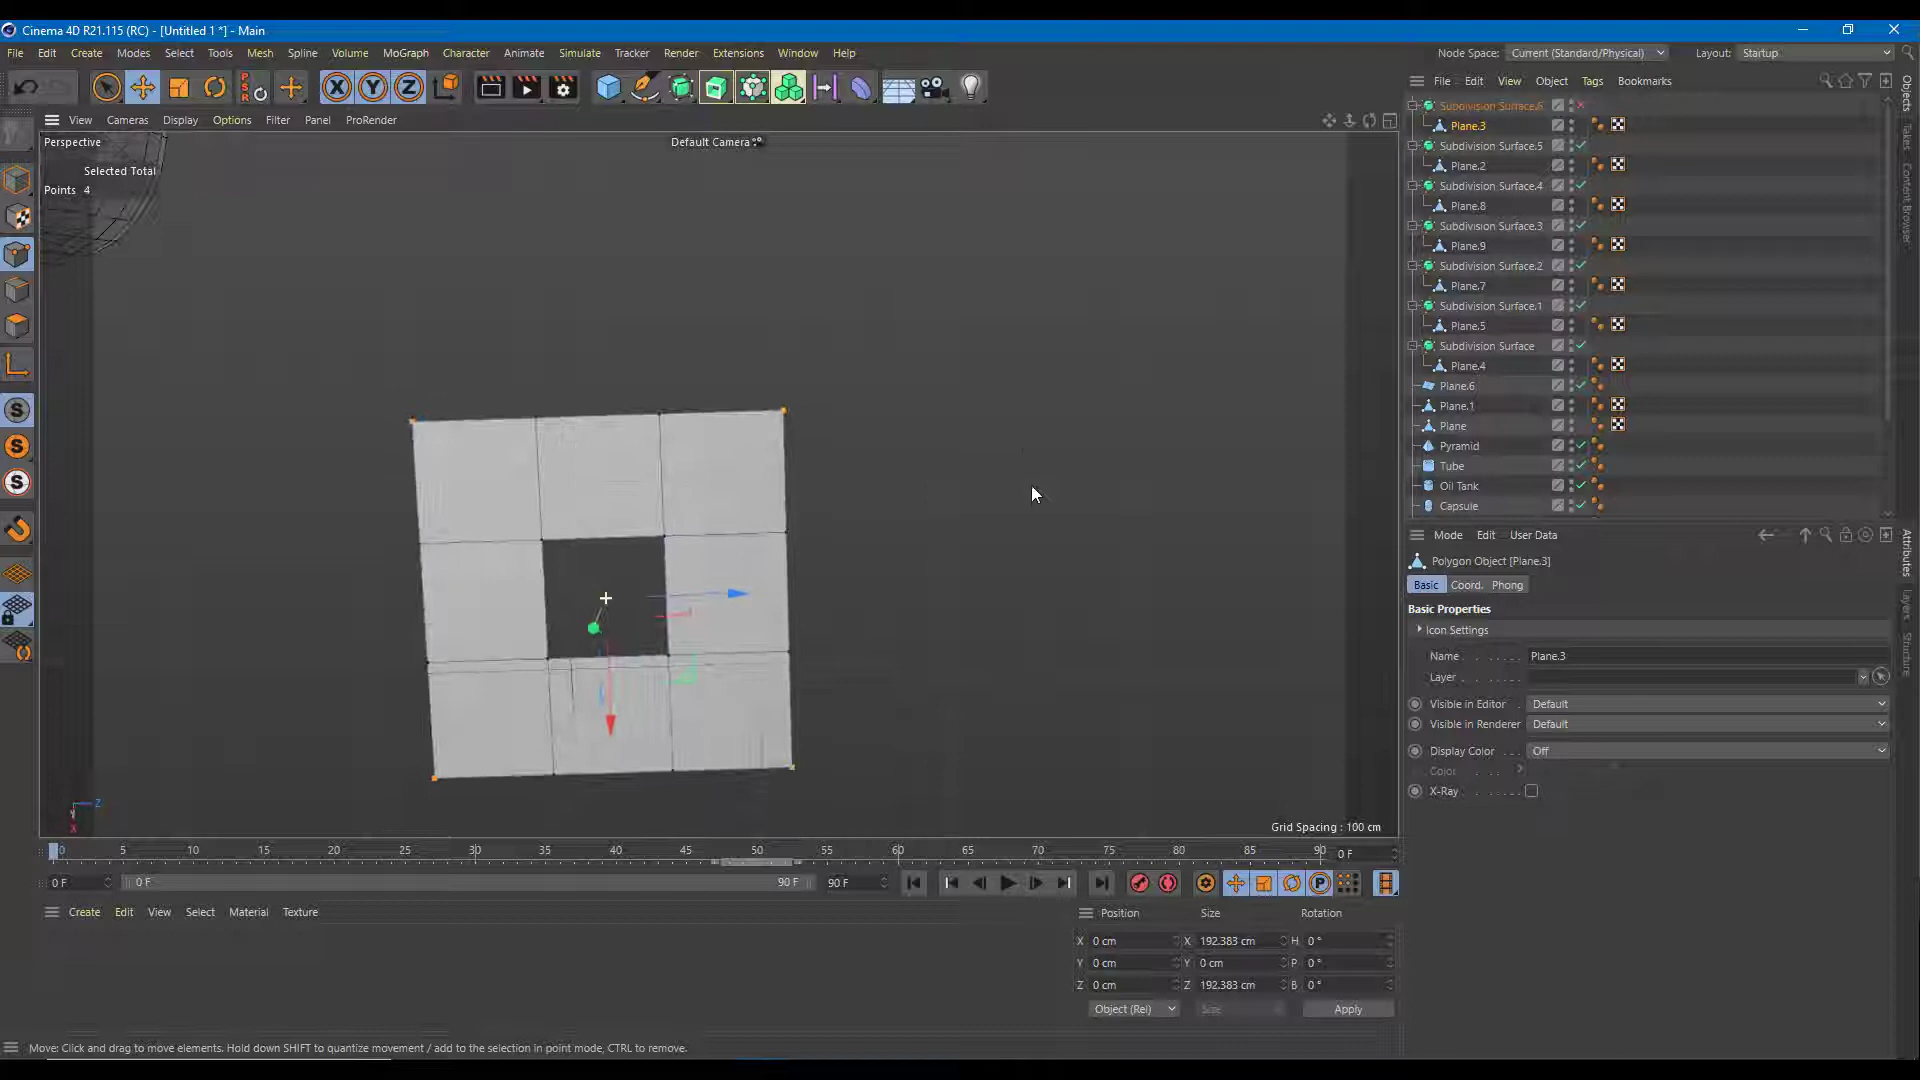 Cinema 4D R21.115 (RC) - [Untitled 1 *] - Main
File Edit Create Modes Select Tools Mesh Spline Volume MoGraph Character Animate Simulate Tracker Render Extensions Window Help
Node Space: Current (Standard/Physical) Layout: Startup
File Edit View Object Tags Bookmarks
View Cameras Display Options Filter Panel ProRender
Perspective
Default Camera
Selected Total
Points 4
Subdivision Surface.6
Plane.3
Subdivision Surface.5
Plane.2
Subdivision Surface.4
Plane.8
Subdivision Surface.3
Plane.9
Subdivision Surface.2
Plane.7
Subdivision Surface.1
Plane.5
Subdivision Surface
Plane.4
Plane.6
Plane.1
Plane
Pyramid
Tube
Oil Tank
Capsule
Objects
Takes
Content Browser
Mode Edit User Data
Polygon Object [Plane.3]
Basic Coord. Phong
Basic Properties
Icon Settings
Name Plane.3
Layer
Visible in Editor Default
Visible in Renderer Default
Display Color Off
Color
X-Ray
Attributes
Layers
Structure
Z
Y
X
Grid Spacing : 100 cm
0 5 10 15 20 25 30 35 40 45 50 55 60 65 70 75 80 85 90 0 F
0 F 0 F 90 F 90 F
Create Edit View Select Material Texture
Position Size Rotation
X 0 cm X 192.383 cm H 0 °
Y 0 cm Y 0 cm P 0 °
Z 0 cm Z 192.383 cm B 0 °
Object (Rel) Size Apply
Move: Click and drag to move elements. Hold down SHIFT to quantize movement / add to the selection in point mode, CTRL to remove.